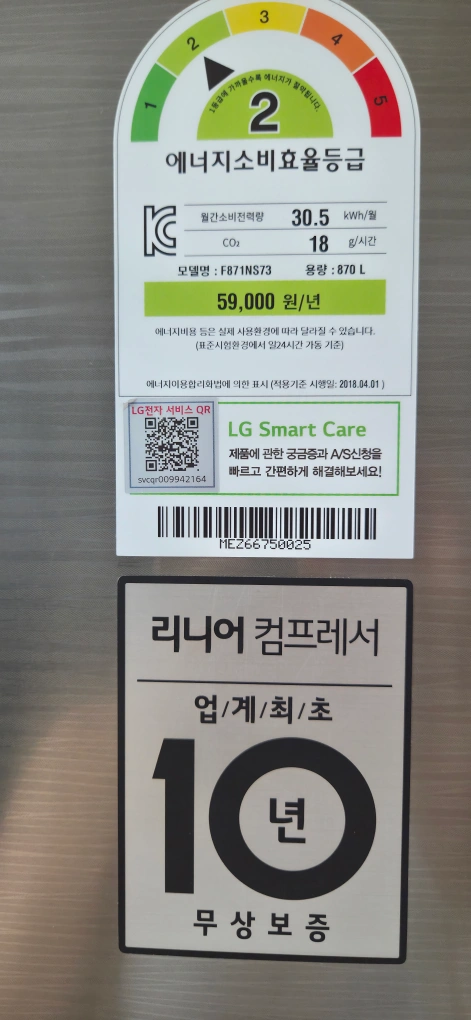 1 2 3 4 5
1등급에 가까울수록 에너지가 절약됩니다.
2
에너지소비효율등급
월간소비전력량 30.5 kWh/월
CO₂ 18 g/시간
모델명 : F871NS73 용량 : 870 L
59,000 원/년
에너지비용 등은 실제 사용환경에 따라 달라질 수 있습니다.
(표준시험환경에서 일24시간 가동 기준)
에너지이용합리화법에 의한 표시 (적용기준 시행일: 2018.04.01 )
LG전자 서비스 QR
svcqr009942164
LG Smart Care
제품에 관한 궁금증과 A/S신청을
빠르고 간편하게 해결해보세요!
MEZ66750025
리니어 컴프레서
업/계/최/초
10년
무상보증